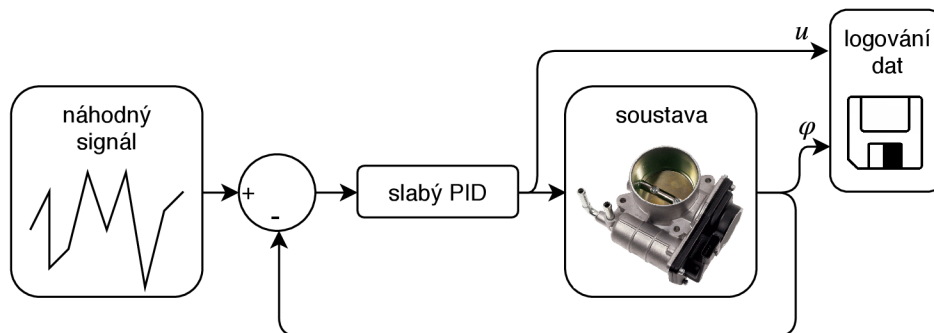 náhodný
signál
+
-
slabý PID
soustava
u
φ
logování
dat